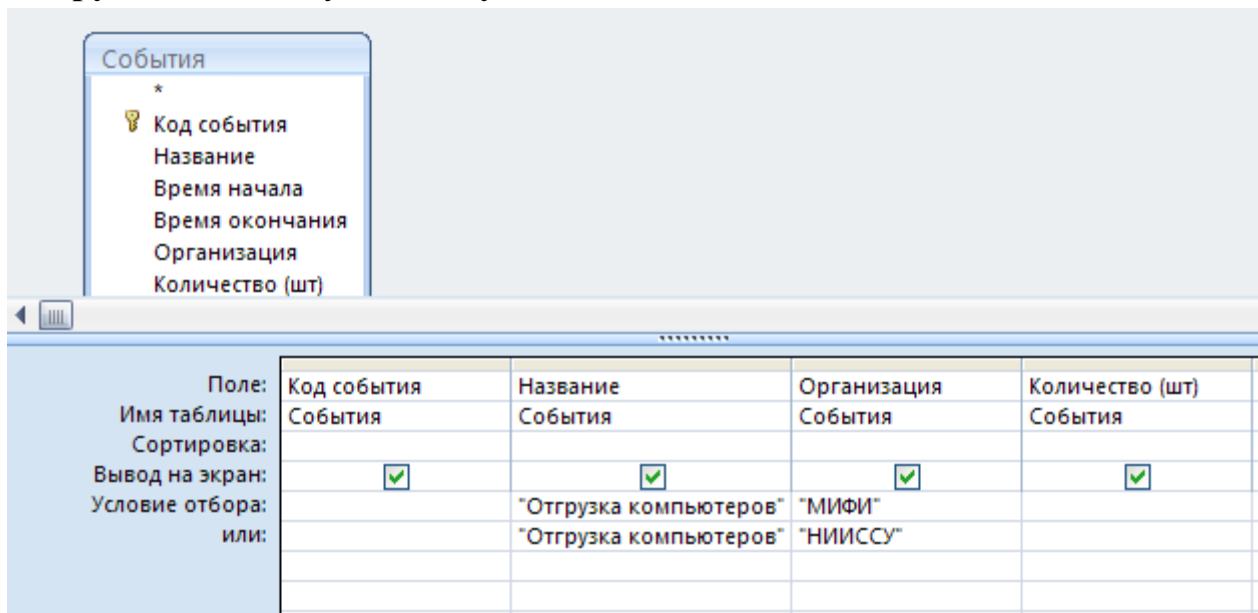 События
*
Код события
Название
Время начала
Время окончания
Организация
Количество (шт)
Поле: Код события Название Организация Количество (шт)
Имя таблицы: События События События События
Сортировка:
Вывод на экран:
Условие отбора: "Отгрузка компьютеров" "МИФИ"
или: "Отгрузка компьютеров" "НИИССУ"